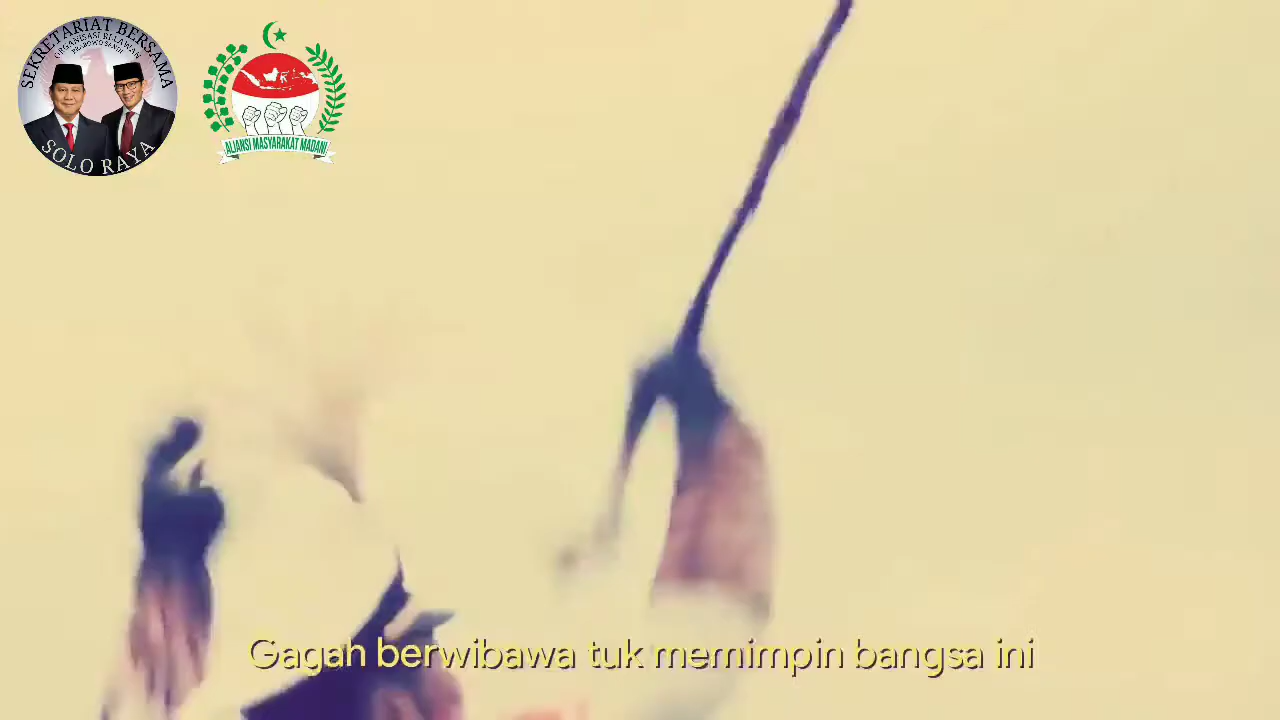 SEKRETARIAT BERSAMA
SOLO RAYA
ALIANSI MASYARAKAT MADANI
Gagah berwibawa tuk memimpin bangsa ini